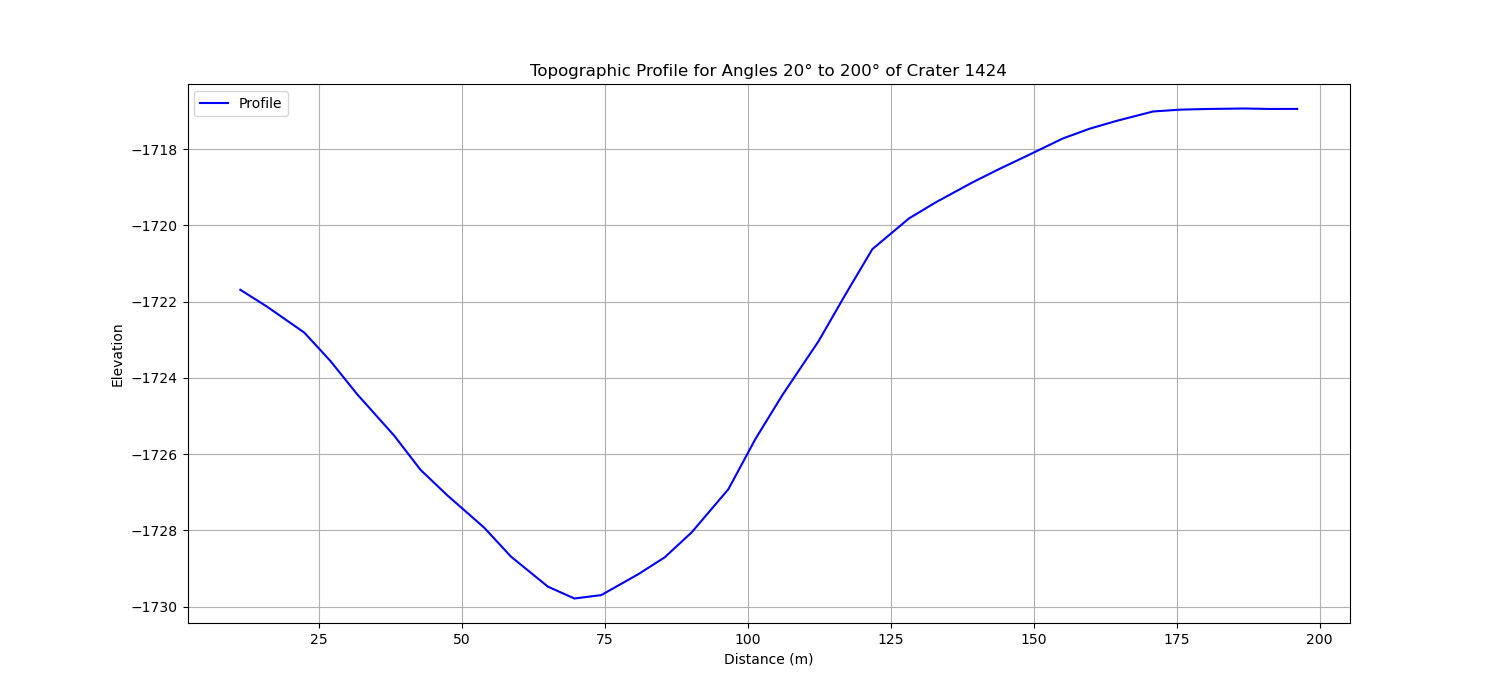 Topographic Profile for Angles 20° to 200° of Crater 1424
Profile
−1718
−1720
−1722
−1724
−1726
−1728
−1730
Elevation
25 50 75 100 125 150 175 200
Distance (m)